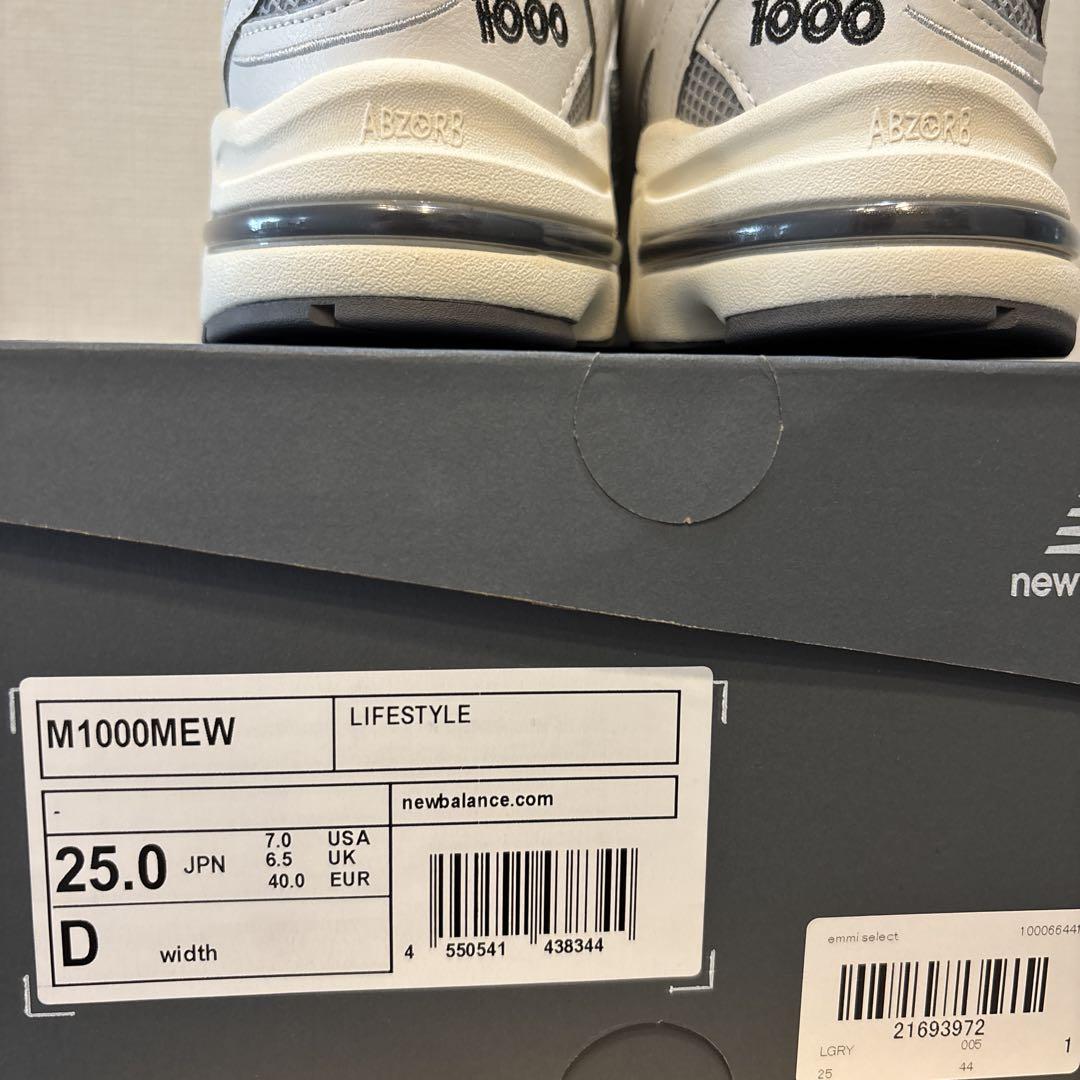 1000
1000
ABZORB
ABZORB
new
M1000MEW
LIFESTYLE
-
newbalance.com
25.0 JPN
7.0 USA
6.5 UK
40.0 EUR
D width
4 550541 438344
emmi select
100066441
21693972
LGRY 005 1
25 44